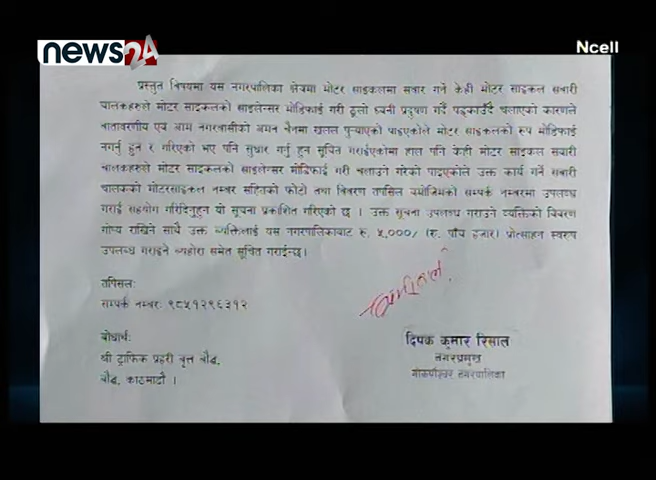 news24
Ncell
प्रस्तुत विषयमा यस नगरपालिका क्षेत्रमा मोटर साइकलमा सवार गर्ने केही मोटर साइकल सवारी
चालकहरुले मोटर साइकलको साइलेन्सर मोडिफाई गरी ठूलो ध्वनी प्रदुषण गर्दै पड्काउँदै चलाएको कारणले
वातावरणीय एवं आम नगरवासीको अमन चैनमा खलल पुऱ्याएको पाइएकोले मोटर साइकलको रुप मोडिफाई
नगर्नु हुन र गरिएको भए पनि सुधार गर्नु हुन सूचित गराईएकोमा हाल पनि केही मोटर साइकल सवारी
चालकहरुले मोटर साइकलको साइलेन्सर मोडिफाई गरी चलाउने गरेको पाइएकोले उक्त कार्य गर्ने सवारी
चालकको मोटरसाइकल नम्बर सहितको फोटो तथा विवरण तपसिल बमोजिमको सम्पर्क नम्बरमा उपलब्ध
गराई सहयोग गरिदिनुहुन यो सूचना प्रकाशित गरिएको छ । उक्त सूचना उपलब्ध गराउने व्यक्तिको विवरण
गोप्य राखिने साथै उक्त व्यक्तिलाई यस नगरपालिकाबाट रु. ५,०००/ (रु. पाँच हजार) प्रोत्साहन स्वरुप
उपलब्ध गराइने व्यहोरा समेत सूचित गराईन्छ।
तपिसल:
सम्पर्क नम्बर: ९८५१२९६३१२
बोधार्थ:
श्री ट्राफिक प्रहरी वृत्त बौद्ध,
बौद्ध, काठमाडौं ।
दिपक कुमार रिसाल
नगरप्रमुख
गोकर्णेश्वर नगरपालिका